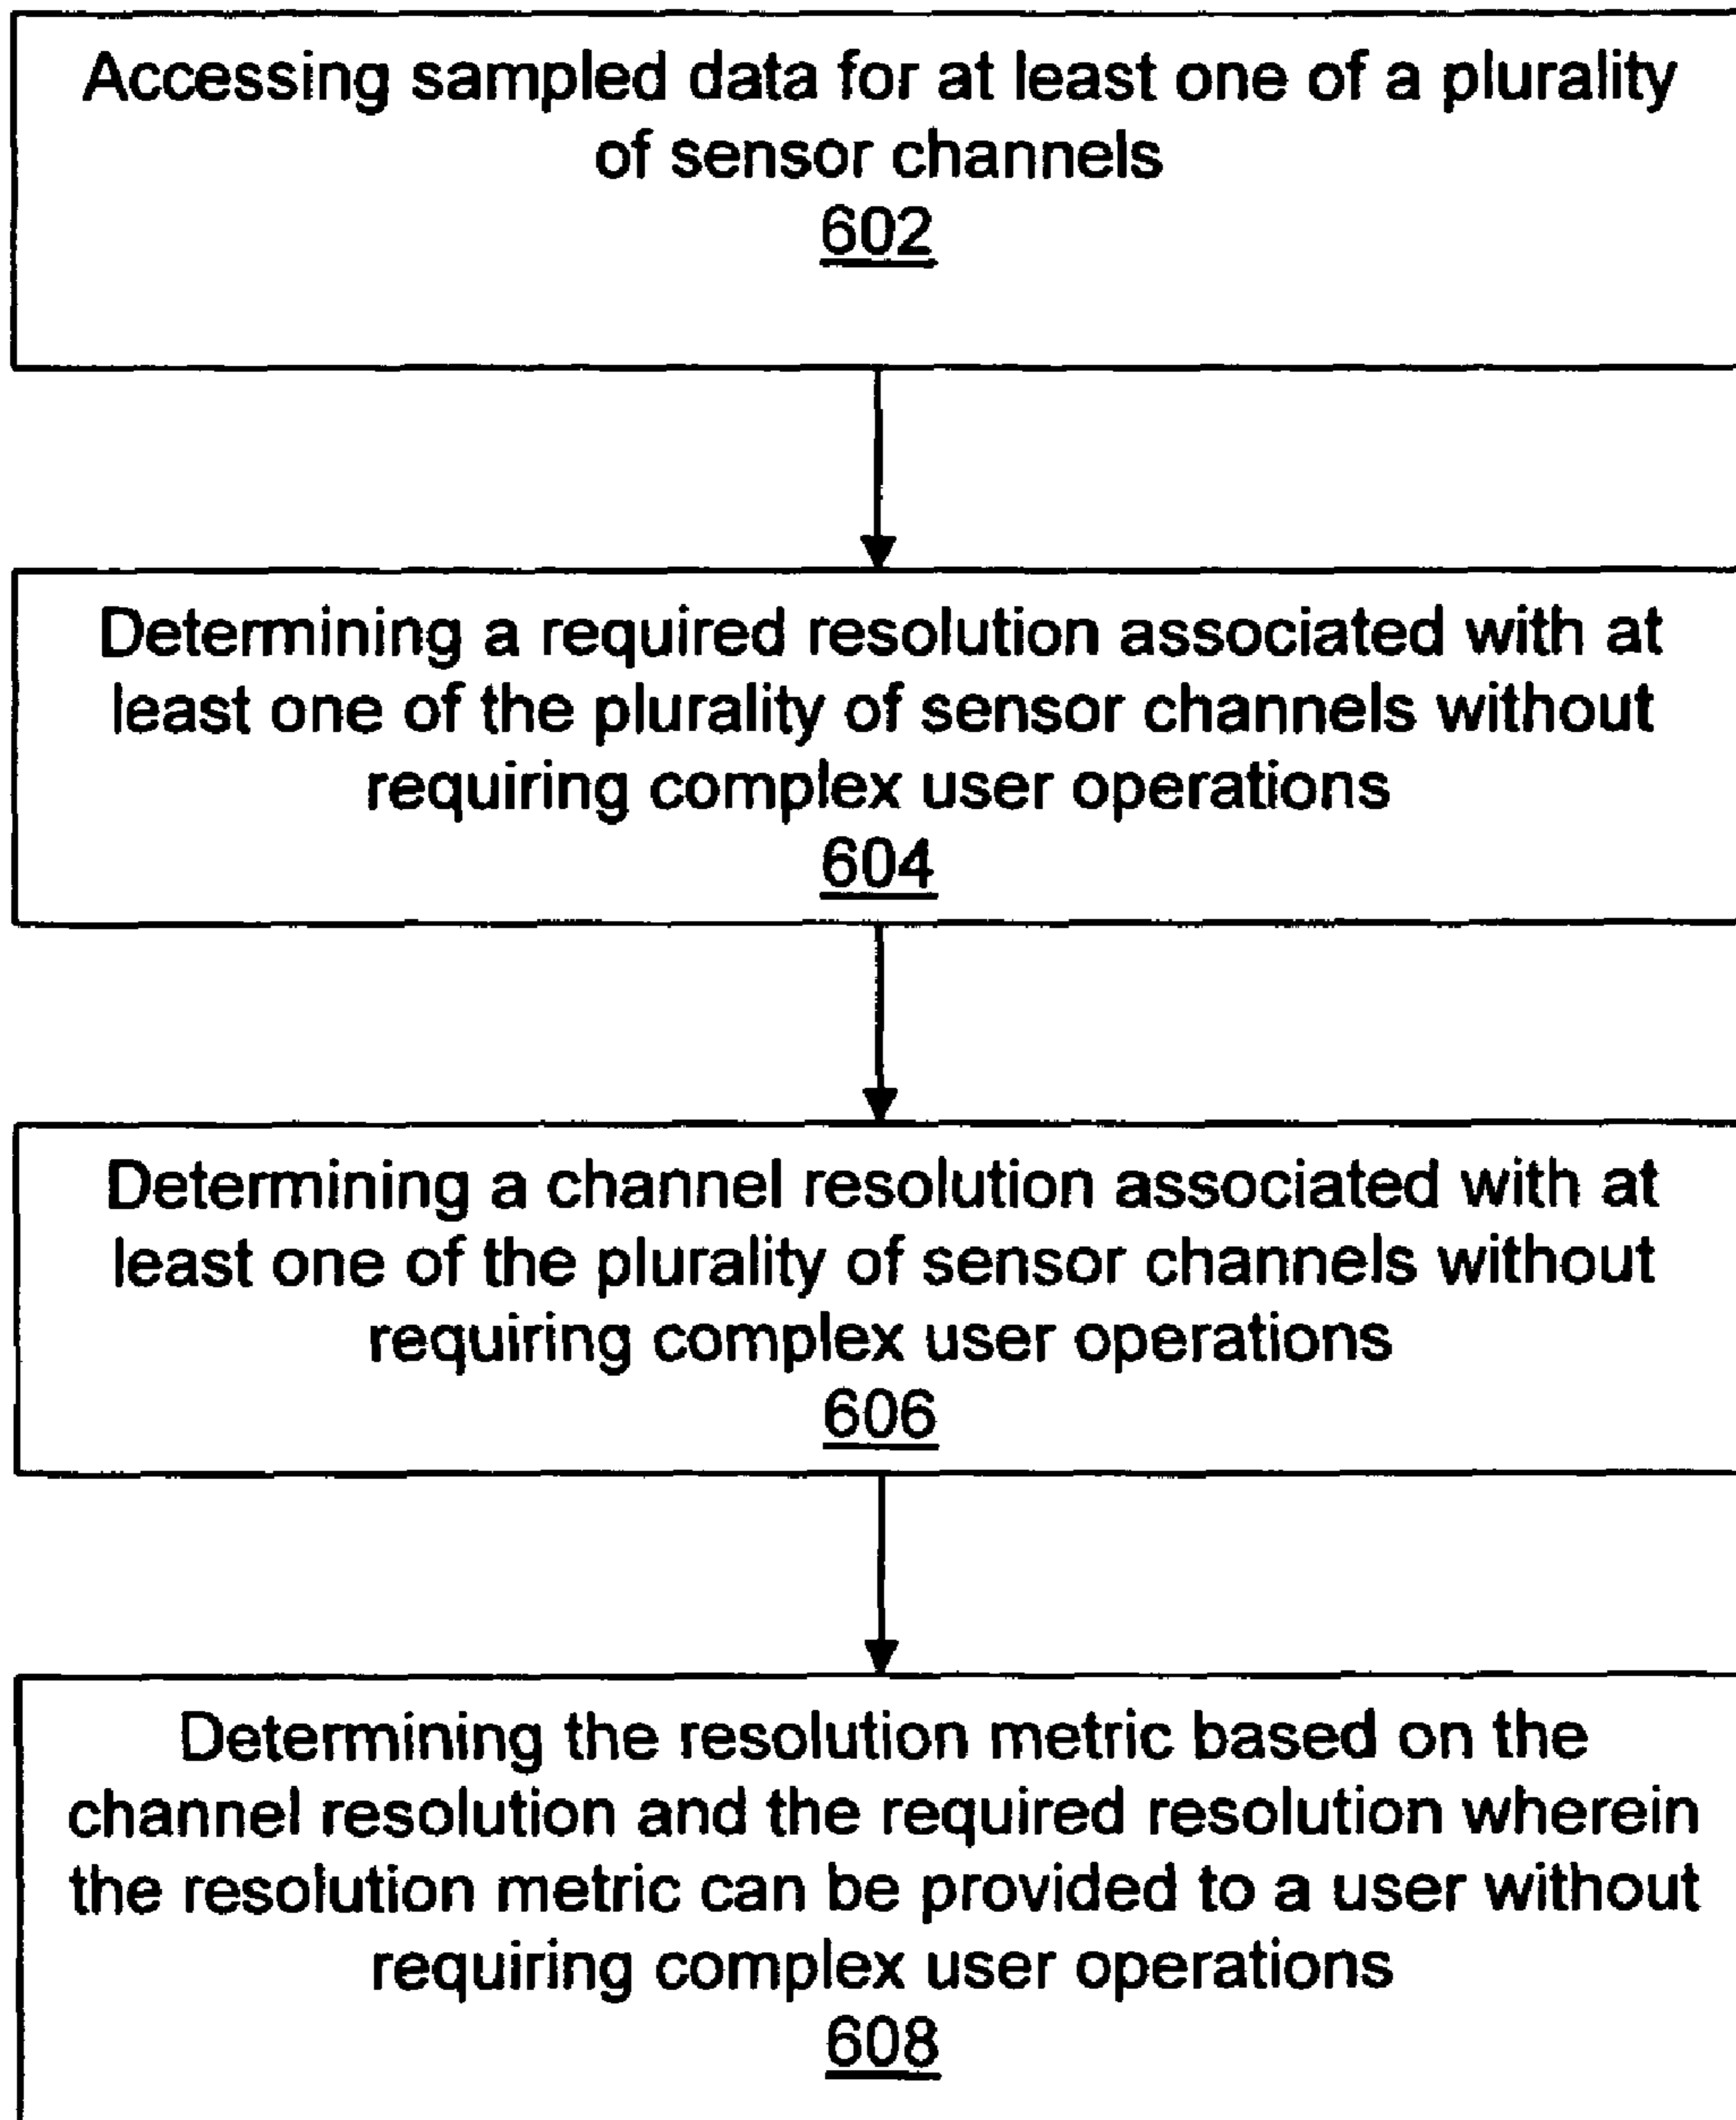 Accessing sampled data for at least one of a plurality
of sensor channels
602
Determining a required resolution associated with at
least one of the plurality of sensor channels without
requiring complex user operations
604
Determining a channel resolution associated with at
least one of the plurality of sensor channels without
requiring complex user operations
606
Determining the resolution metric based on the
channel resolution and the required resolution wherein
the resolution metric can be provided to a user without
requiring complex user operations
608